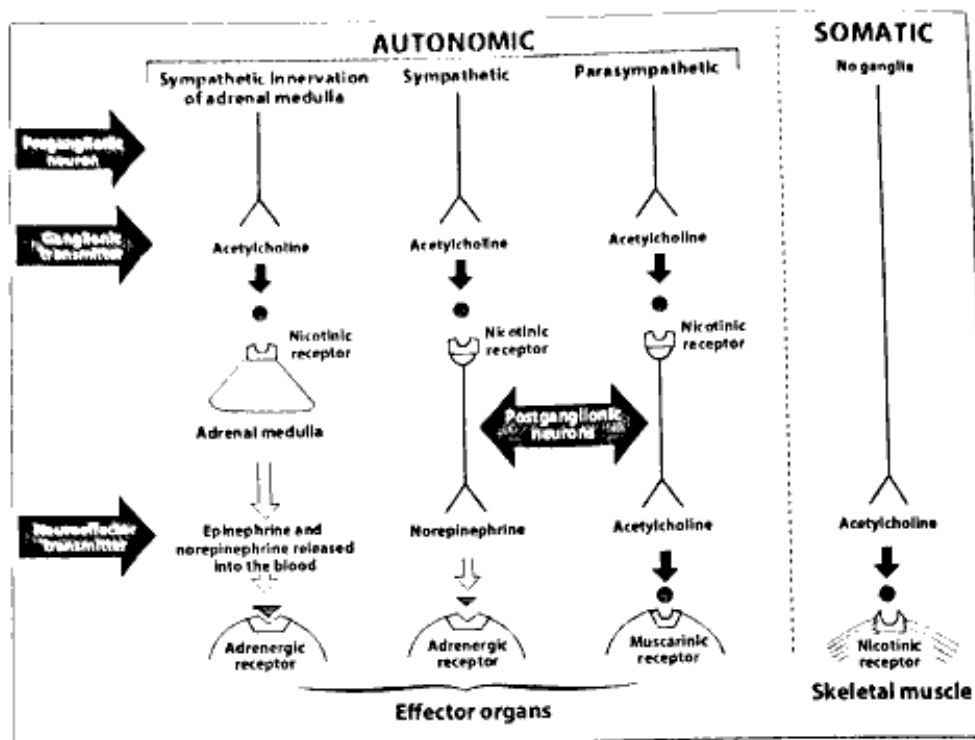 AUTONOMIC
SOMATIC
Sympathetic Innervation
of adrenal medulla
Sympathetic
Parasympathetic
No ganglia
Preganglionic
neuron
Ganglionic
transmitter
Acetylcholine
Acetylcholine
Acetylcholine
Nicotinic
receptor
Nicotinic
receptor
Nicotinic
receptor
Adrenal medulla
Postganglionic
neurons
Neuroeffector
transmitter
Epinephrine and
norepinephrine released
into the blood
Norepinephrine
Acetylcholine
Acetylcholine
Adrenergic
receptor
Adrenergic
receptor
Muscarinic
receptor
Nicotinic
receptor
Effector organs
Skeletal muscle